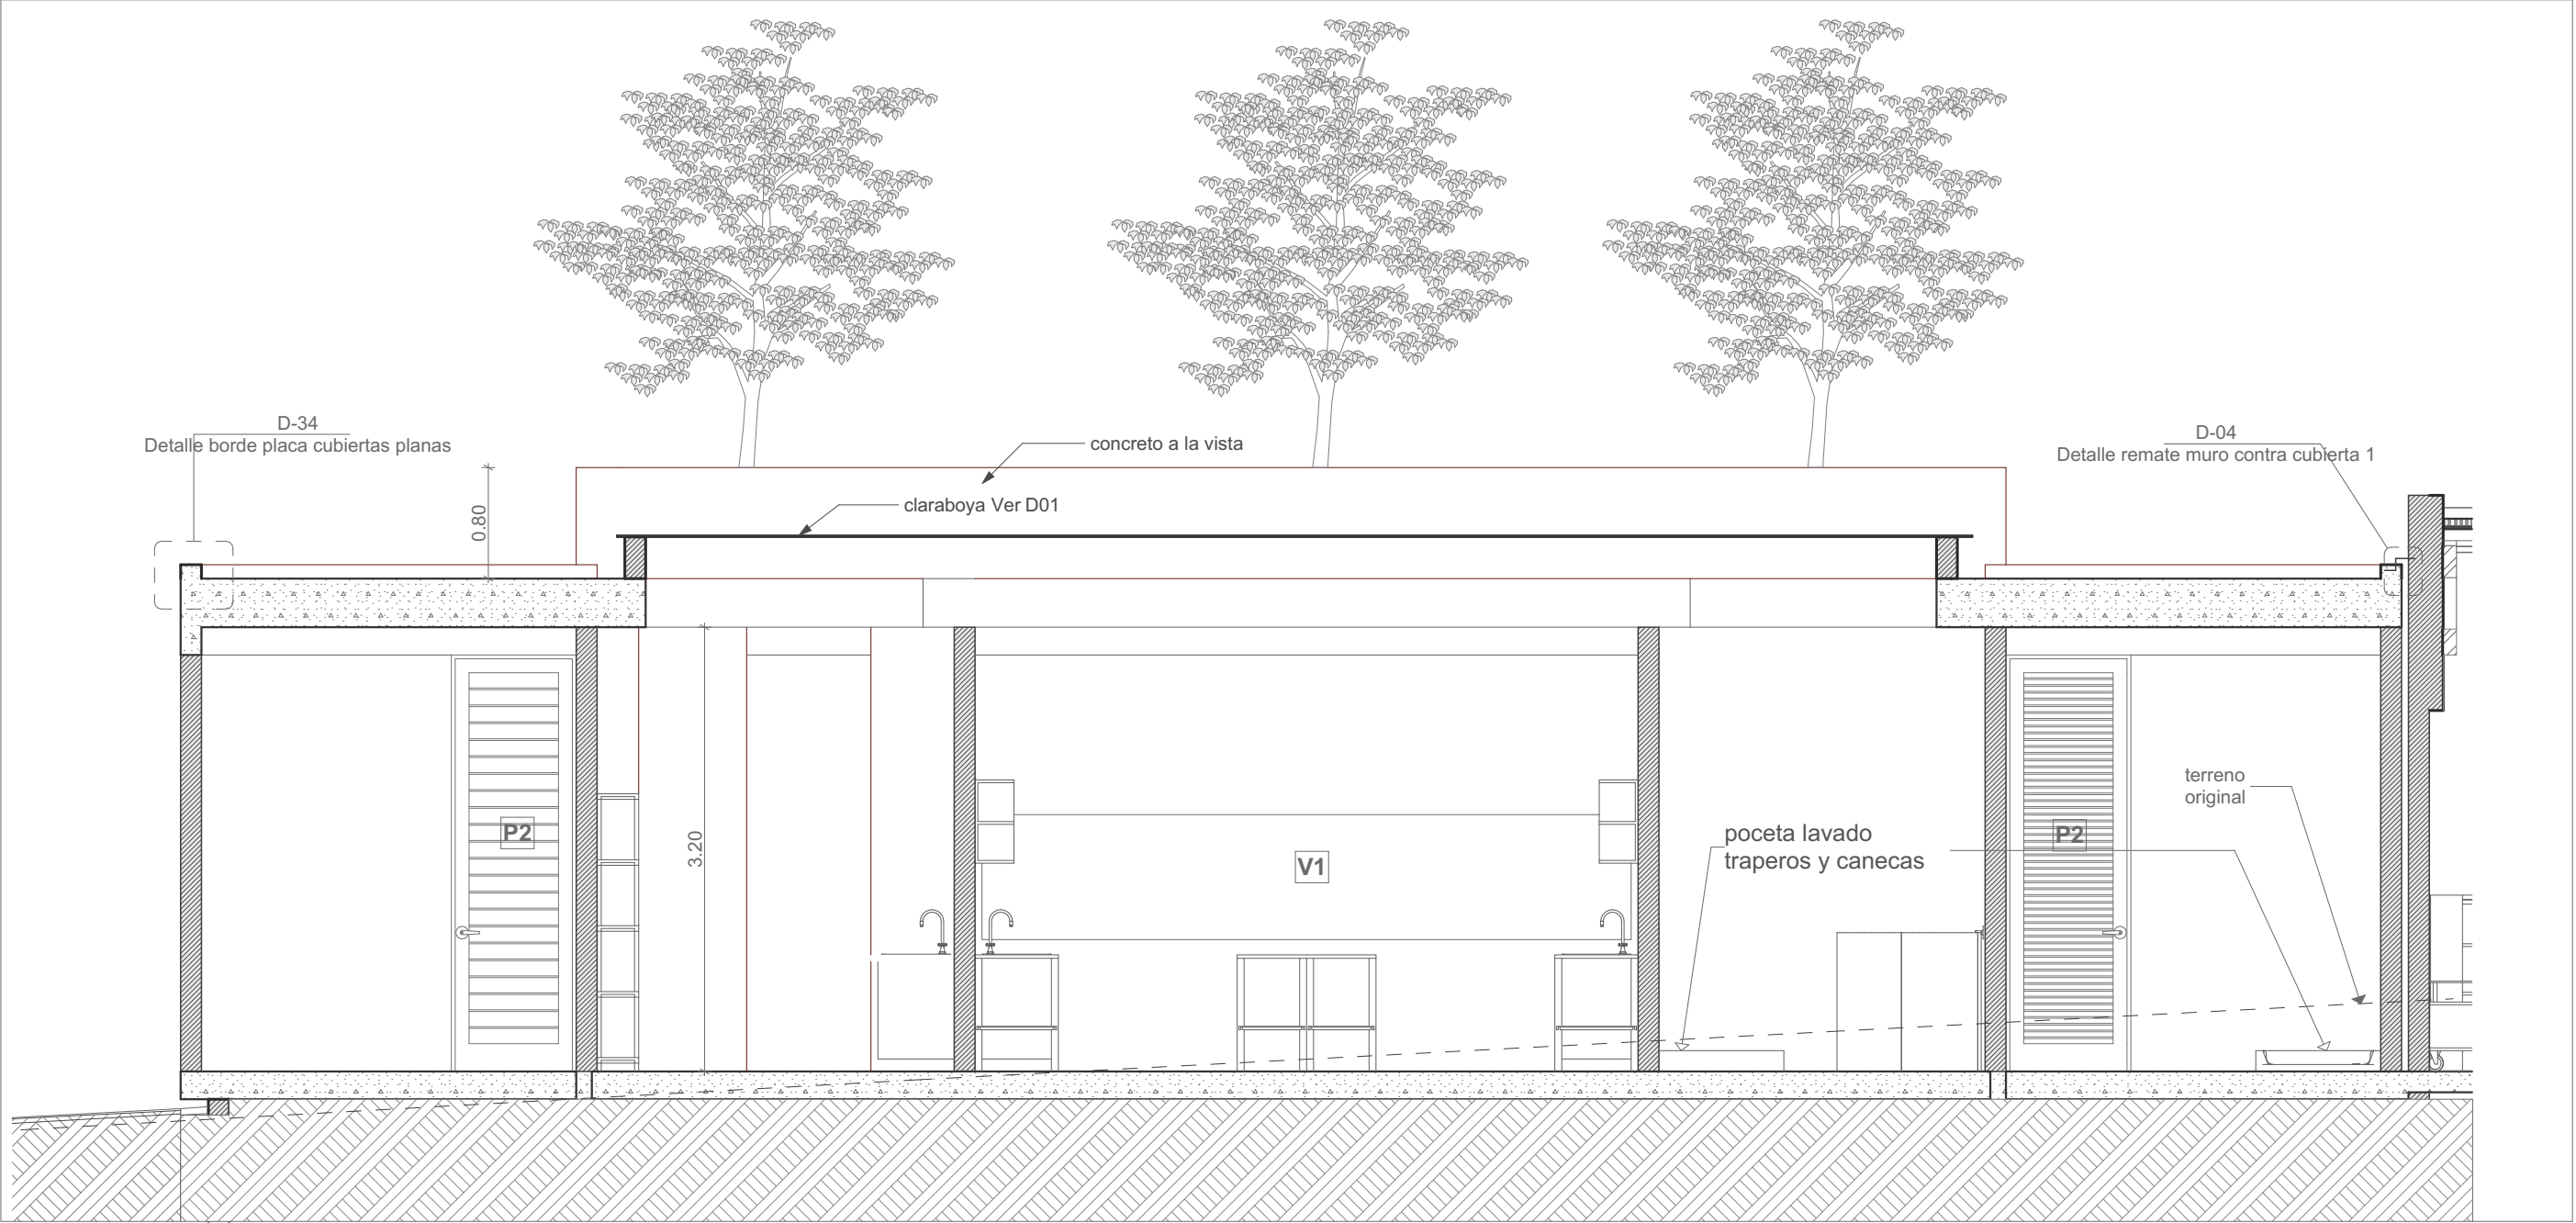 D-34
Detalle borde placa cubiertas planas
concreto a la vista
D-04
Detalle remate muro contra cubierta 1
claraboya Ver D01
0.80
terreno
original
P2
3.20
V1
poceta lavado
traperos y canecas
P2